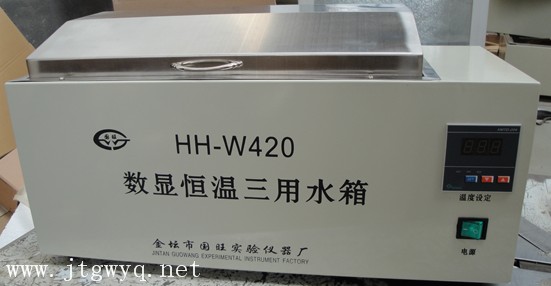 HH-W420
数显恒温三用水箱
温度设定
电源
金坛市国旺实验仪器厂
JINTAN GUOWANG EXPERIMENTAL INSTRUMENT FACTORY
www.jtgwyq.net